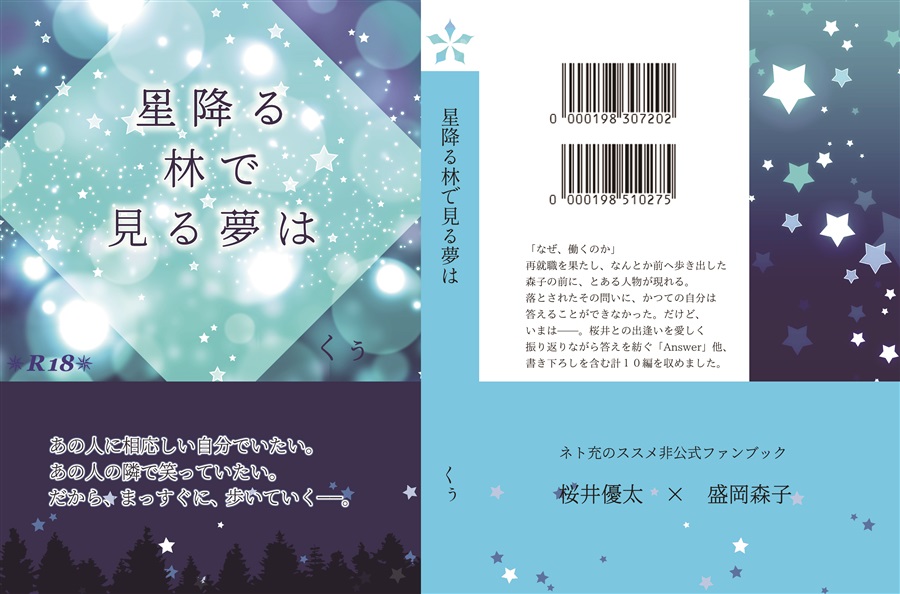 星降る
林で
見る夢は
くぅ
*R18*
あの人に相応しい自分でいたい。
あの人の隣で笑っていたい。
だから、まっすぐに、歩いていく――。
星降る林で見る夢は
くぅ
0 000198 307202
0 000198 510275
「なぜ、働くのか」
再就職を果たし、なんとか前へ歩き出した
森子の前に、とある人物が現れる。
落とされたその問いに、かつての自分は
答えることができなかった。だけど、
いまは――。桜井との出逢いを愛しく
振り返りながら答えを紡ぐ「Answer」他、
書き下ろしを含む計１０編を収めました。
ネト充のススメ非公式ファンブック
桜井優太　×　盛岡森子